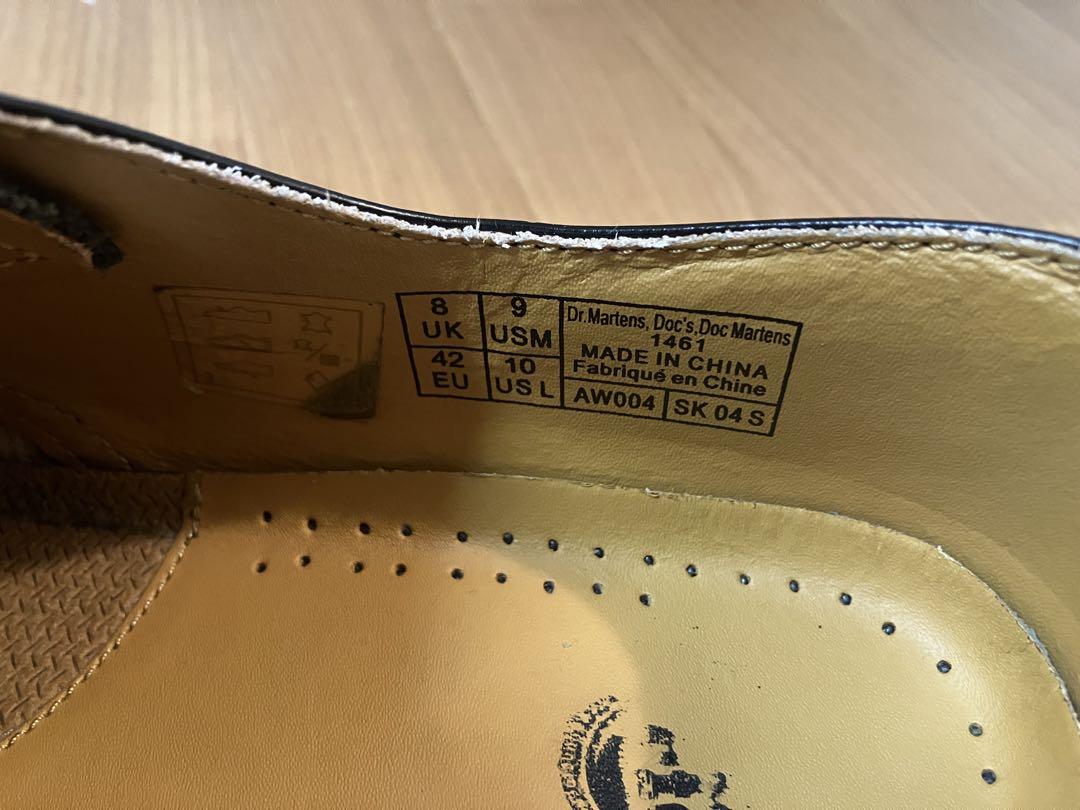 8
UK
9
USM
42
EU
10
US L
Dr.Martens, Doc's, Doc Martens
1461
MADE IN CHINA
Fabriqué en Chine
AW004
SK 04 S